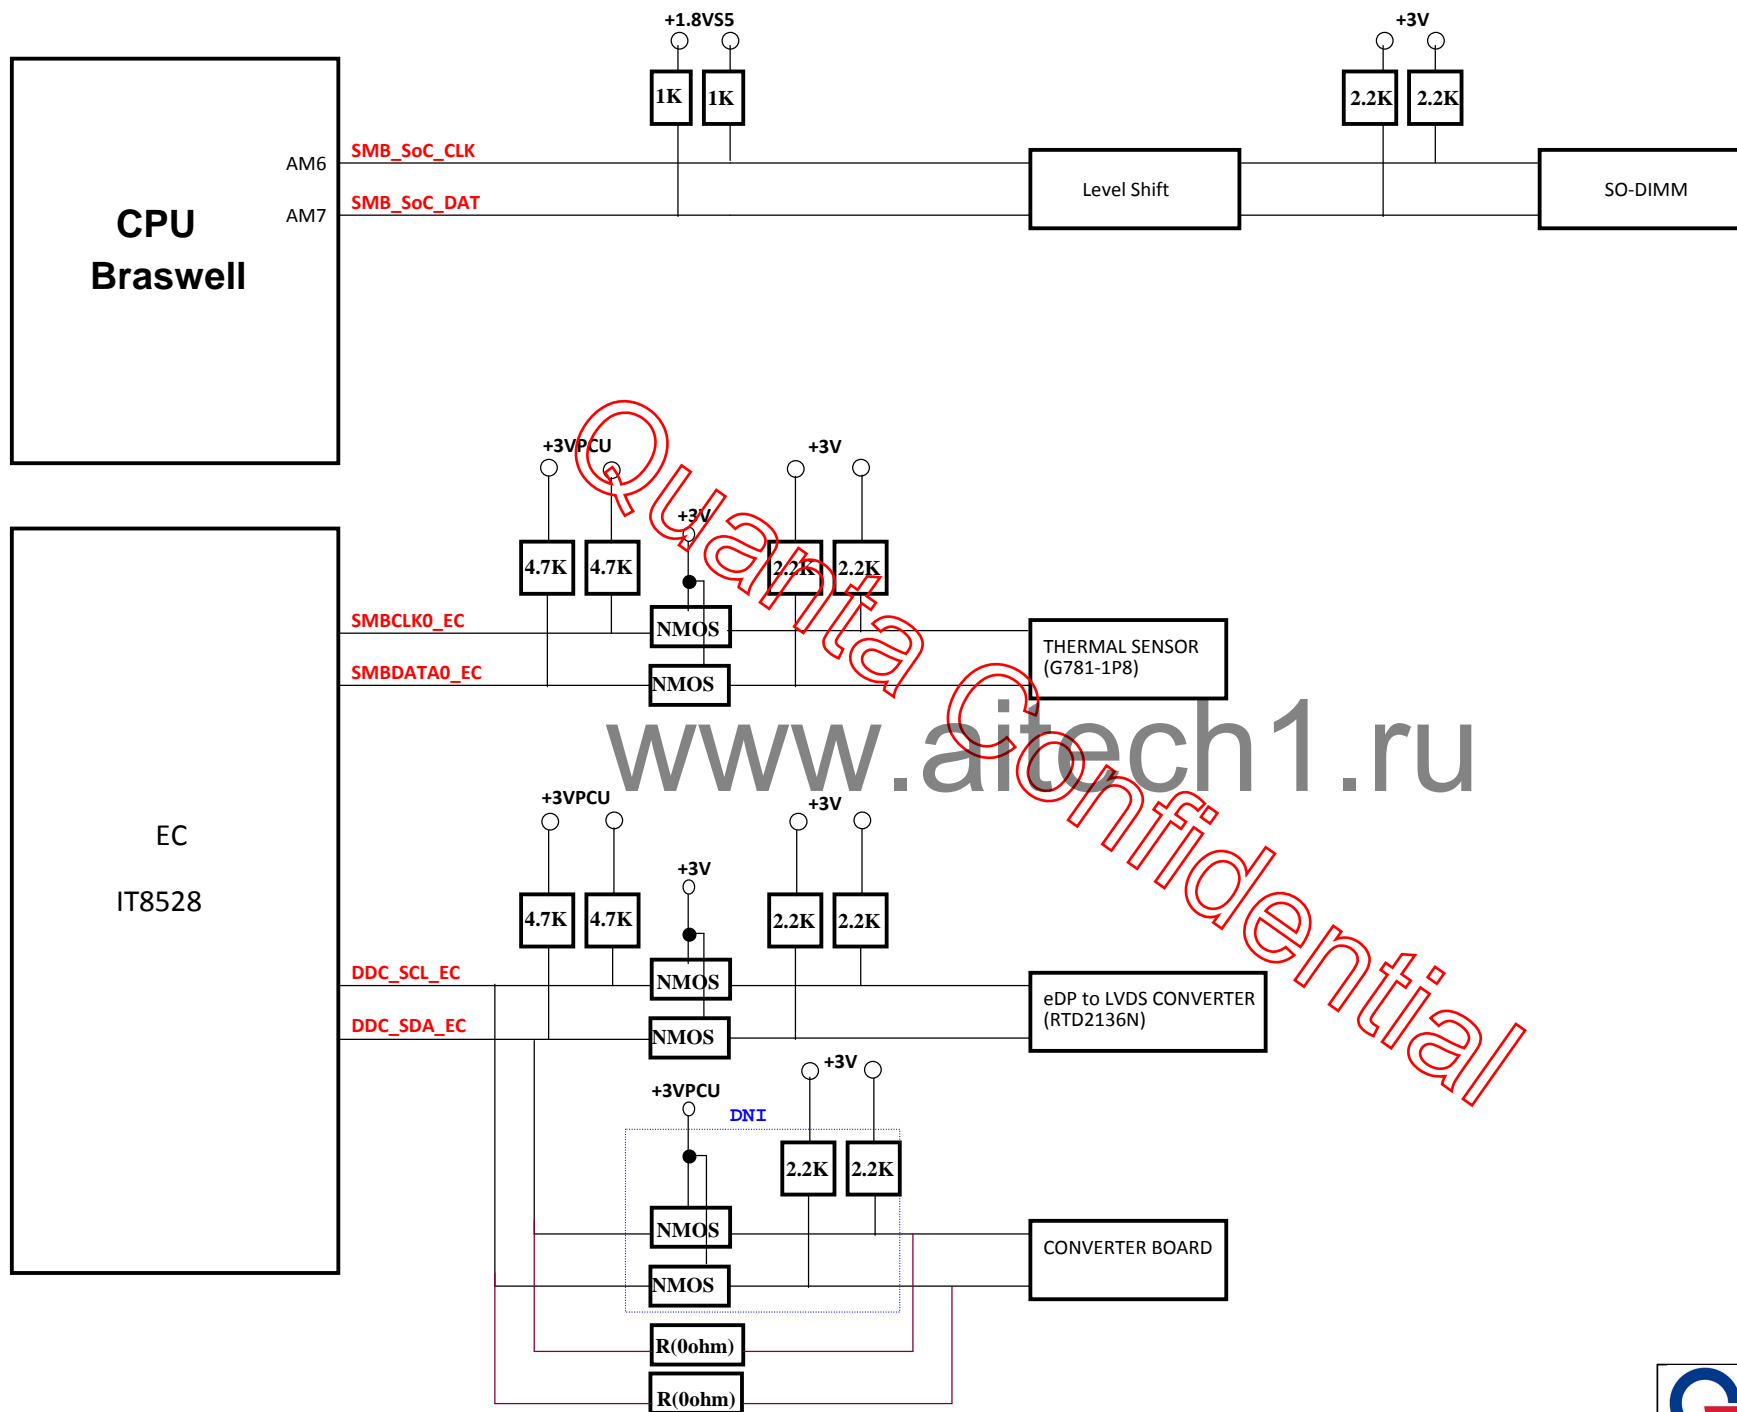 +1.8VS5
+3V
1K
1K
2.2K
2.2K
SMB_SoC_CLK
AM6
Level Shift
SO-DIMM
SMB_SoC_DAT
AM7
CPU
Braswell
+3VPCU
+3V
+3V
4.7K
4.7K
2.2K
2.2K
SMBCLK0_EC
NMOS
THERMAL SENSOR
(G781-1P8)
SMBDATA0_EC
NMOS
Quanta Confidential
www.aitech1.ru
+3VPCU
+3V
EC
IT8528
+3V
4.7K
4.7K
2.2K
2.2K
DDC_SCL_EC
NMOS
eDP to LVDS CONVERTER
(RTD2136N)
DDC_SDA_EC
NMOS
+3V
+3VPCU
DNI
2.2K
2.2K
NMOS
CONVERTER BOARD
NMOS
R(0ohm)
R(0ohm)